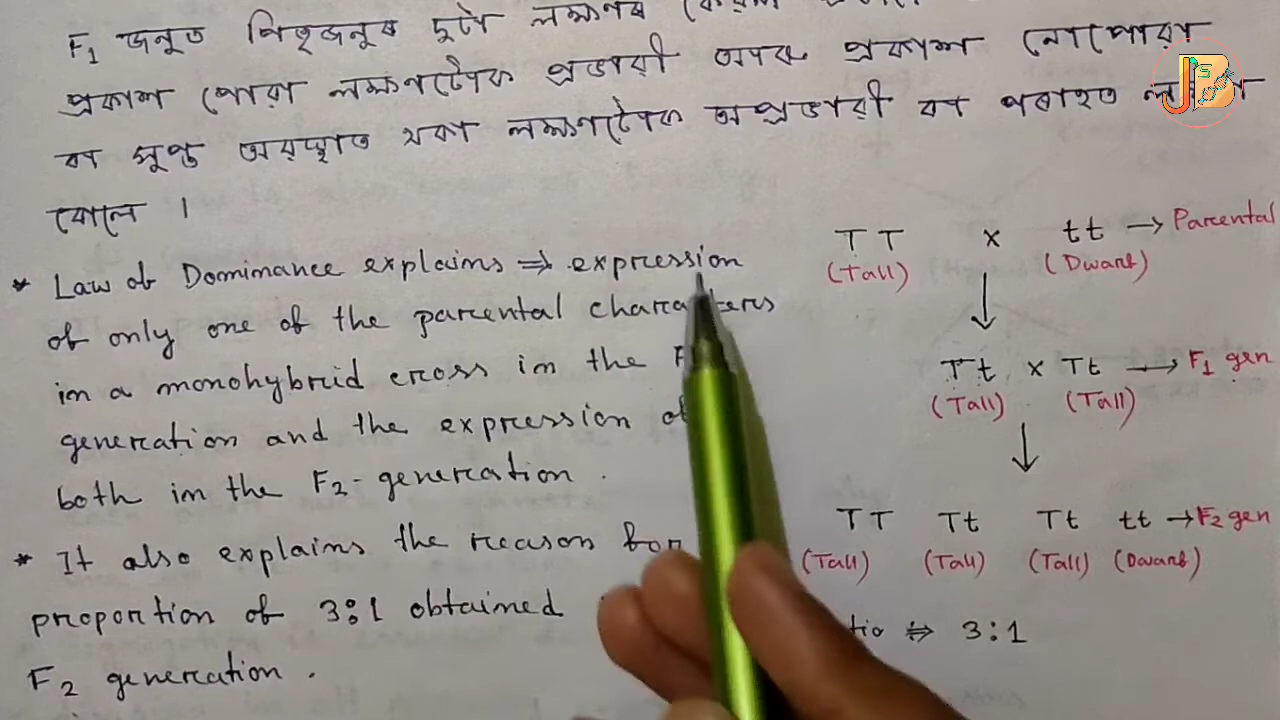 F₁ জনুত পিতৃজনুৰ দুটা লক্ষণৰ
প্ৰকাশ পোৱা লক্ষণটোক প্ৰভাৱী আৰু প্ৰকাশ নোপোৱা
বা সুপ্ত অৱস্থাত থকা লক্ষণটোক অপ্ৰভাৱী বা পৰাহত
বোলে ।
* Law of Dominance explains ⇒ expression
of only one of the parental characters
in a monohybrid cross in the
generation and the expression of
both in the F₂-generation .
* It also explains the reason for
proportion of 3:1 obtained
F₂ generation .
TT x tt → Parental
(Tall) (Dwarf)
↓
Tt x Tt → F₁ gen
(Tall) (Tall)
↓
TT Tt Tt tt → F₂ gen
(Tall) (Tall) (Tall) (Dwarf)
⇔ 3:1